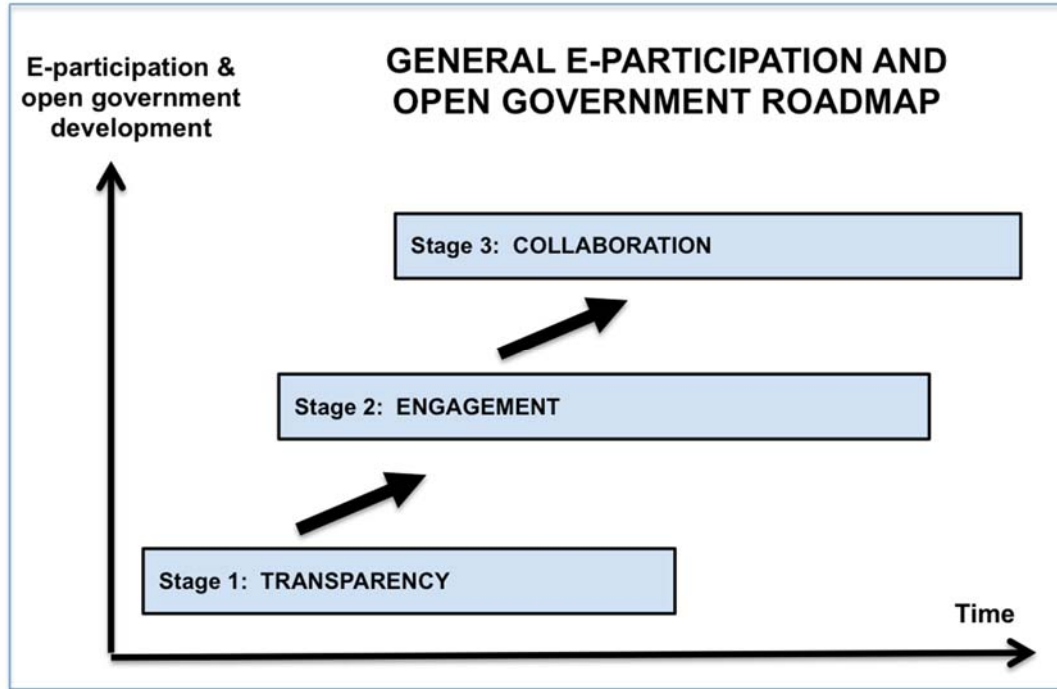 E-participation &
open government
development
GENERAL E-PARTICIPATION AND
OPEN GOVERNMENT ROADMAP
Stage 3: COLLABORATION
Stage 2: ENGAGEMENT
Stage 1: TRANSPARENCY
Time